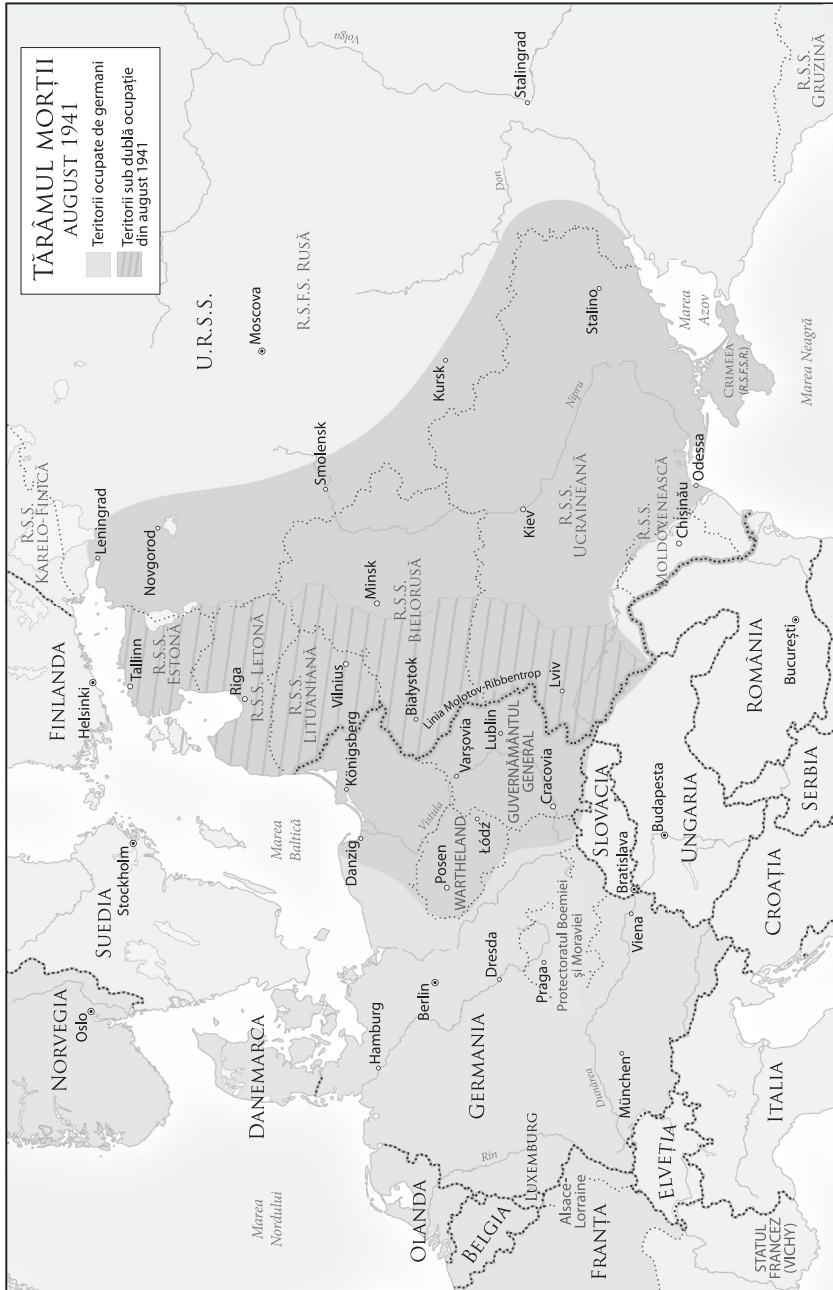 TĂRÂMUL MORȚII
AUGUST 1941
Teritorii ocupate de germani
Teritorii sub dublă ocupație
din august 1941
NORVEGIA
Oslo
SUEDIA
Stockholm
FINLANDA
Helsinki
R.S.S.
KARELO-FINICĂ
Leningrad
Novgorod
Tallinn
R.S.S.
ESTONĂ
Volga
U.R.S.S.
Moscova
R.S.F.S. RUSĂ
Marea
Nordului
DANEMARCA
Marea
Baltică
Riga
R.S.S. LETONĂ
R.S.S.
LITUANIANĂ
Vilnius
Smolensk
Hamburg
Danzig
Königsberg
Minsk
R.S.S.
BIELORUSĂ
Białystok
Linia Molotov-Ribbentrop
Kursk
Don
Stalingrad
OLANDA
BELGIA
LUXEMBURG
Rin
GERMANIA
Berlin
Dresda
Posen
WARTHELAND
Łódź
Vistula
Varșovia
Lublin
GUVERNĂMÂNTUL
GENERAL
Cracovia
Lviv
Kiev
R.S.S.
UCRAINEANĂ
Nipru
Stalino
Praga
Protectoratul Boemiei
și Moraviei
Alsace-
Lorraine
FRANȚA
Dunărea
München
Viena
SLOVACIA
Bratislava
Budapesta
UNGARIA
R.S.S.
MOLDOVENEASCĂ
Chișinău
Odessa
Marea
Azov
CRIMEEA
(R.S.F.S.R.)
ELVEȚIA
STATUL
FRANCEZ
(VICHY)
ITALIA
CROAȚIA
SERBIA
ROMÂNIA
București
Marea Neagră
R.S.S.
GRUZINĂ